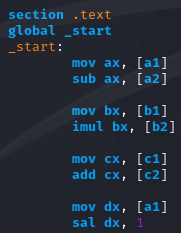 section .text
global _start
_start:
mov ax, [a1]
sub ax, [a2]
mov bx, [b1]
imul bx, [b2]
mov cx, [c1]
add cx, [c2]
mov dx, [a1]
sal dx, 1